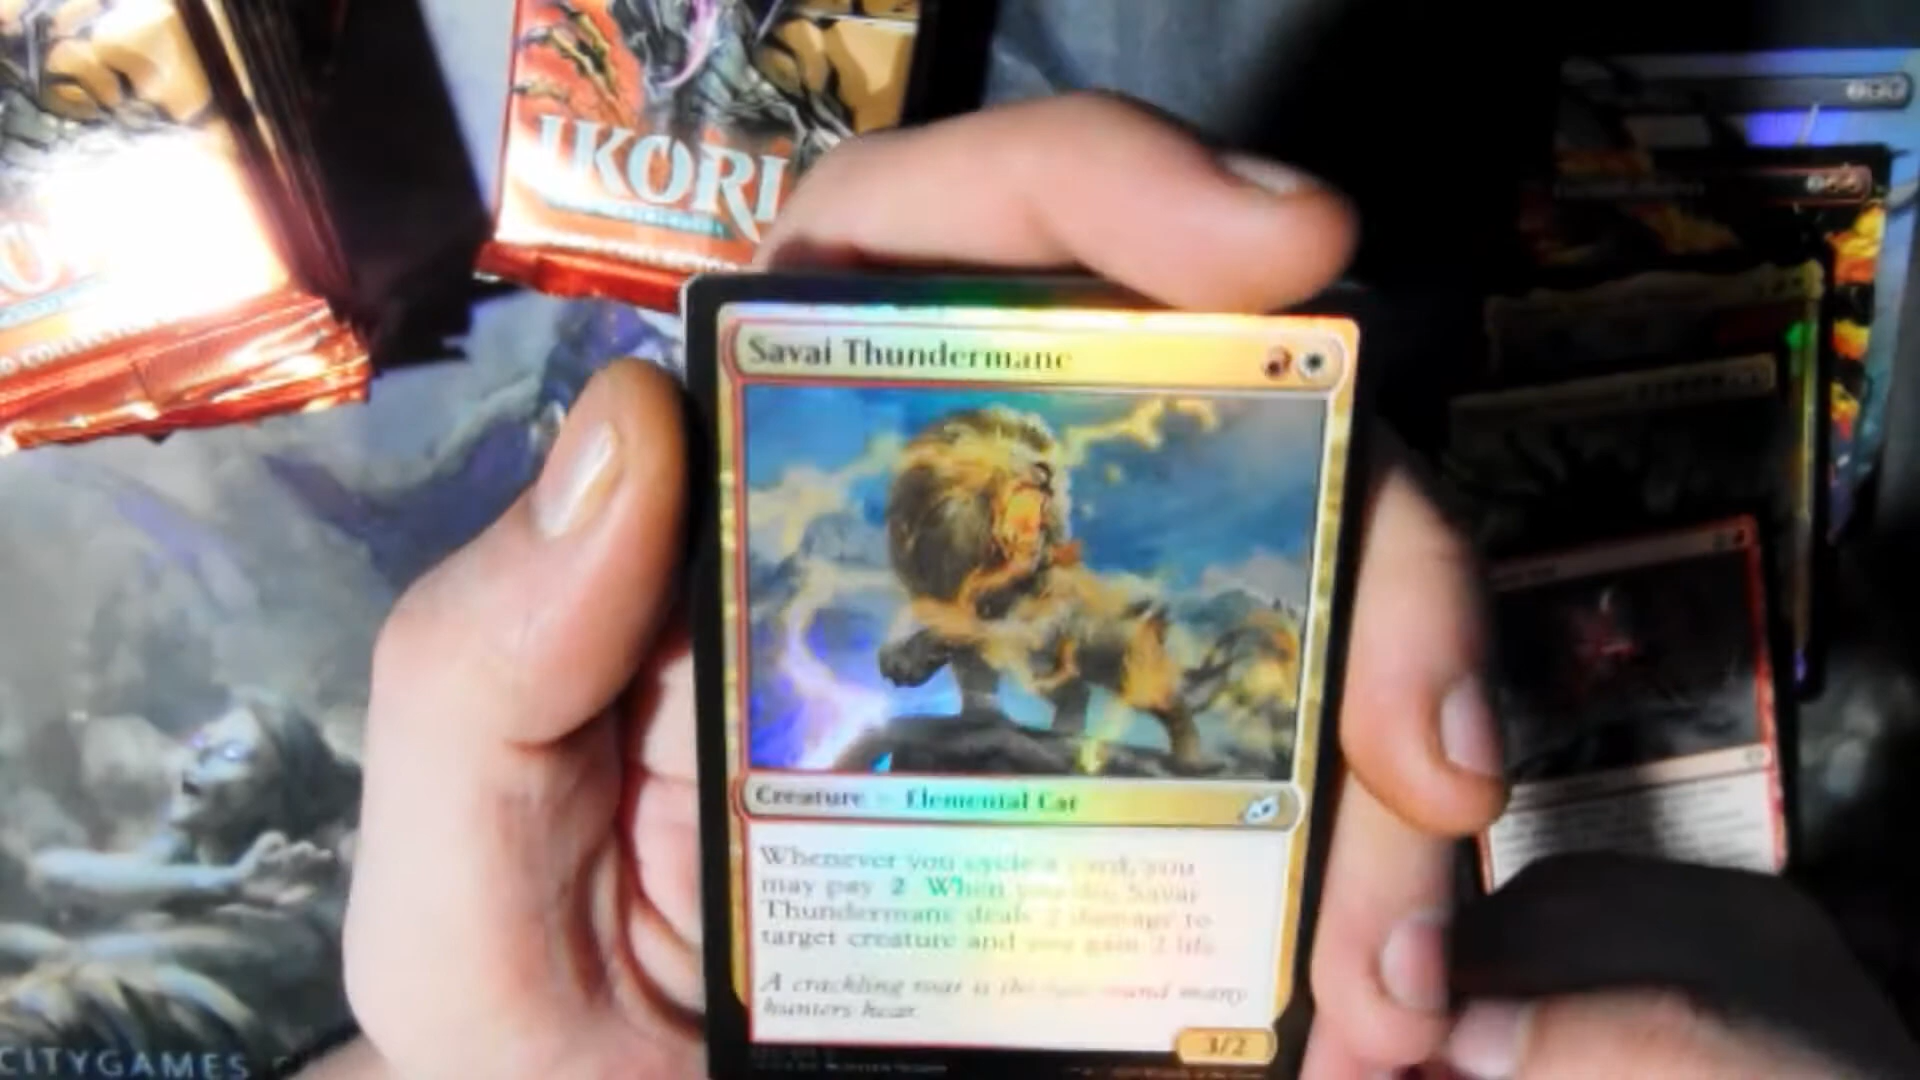 IKORI
COLLECTOR
Savai Thundermane
Creature – Elemental Cat
Whenever you cycle a card, you
may pay 2. When you do, Savai
Thundermane deals 2 damage to
target creature and you gain 2 life.
A crackling roar is the last sound many
hunters hear.
3/2
CITYGAMES